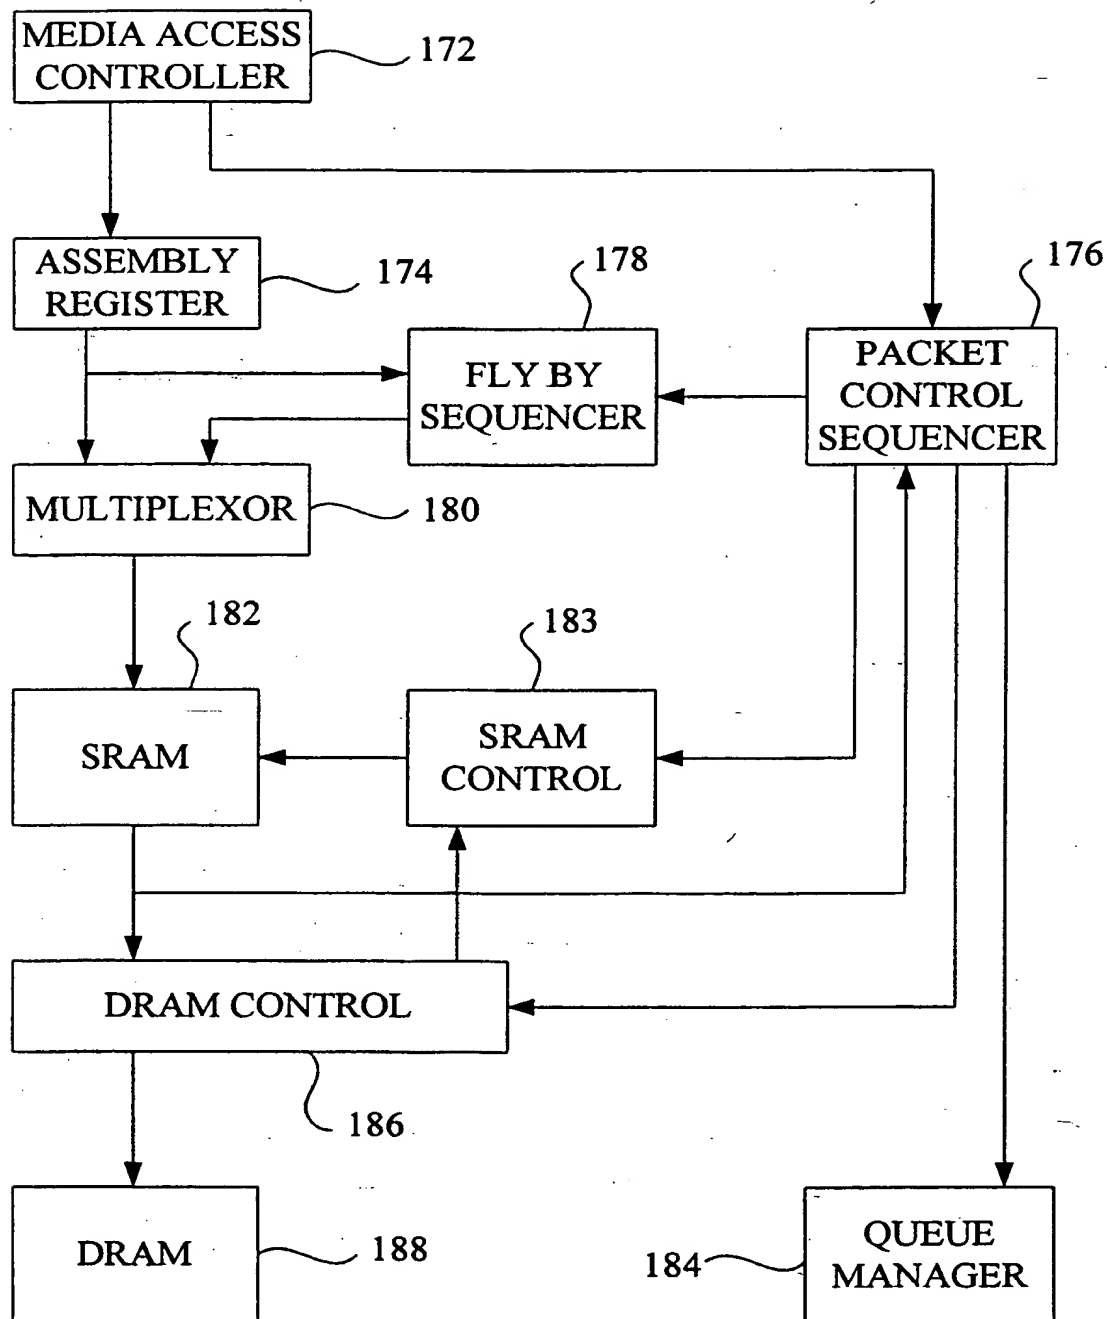 MEDIA ACCESS
CONTROLLER
172
ASSEMBLY
REGISTER
174
178
176
FLY BY
SEQUENCER
PACKET
CONTROL
SEQUENCER
MULTIPLEXOR
180
182
183
SRAM
SRAM
CONTROL
DRAM CONTROL
186
DRAM
188
184
QUEUE
MANAGER